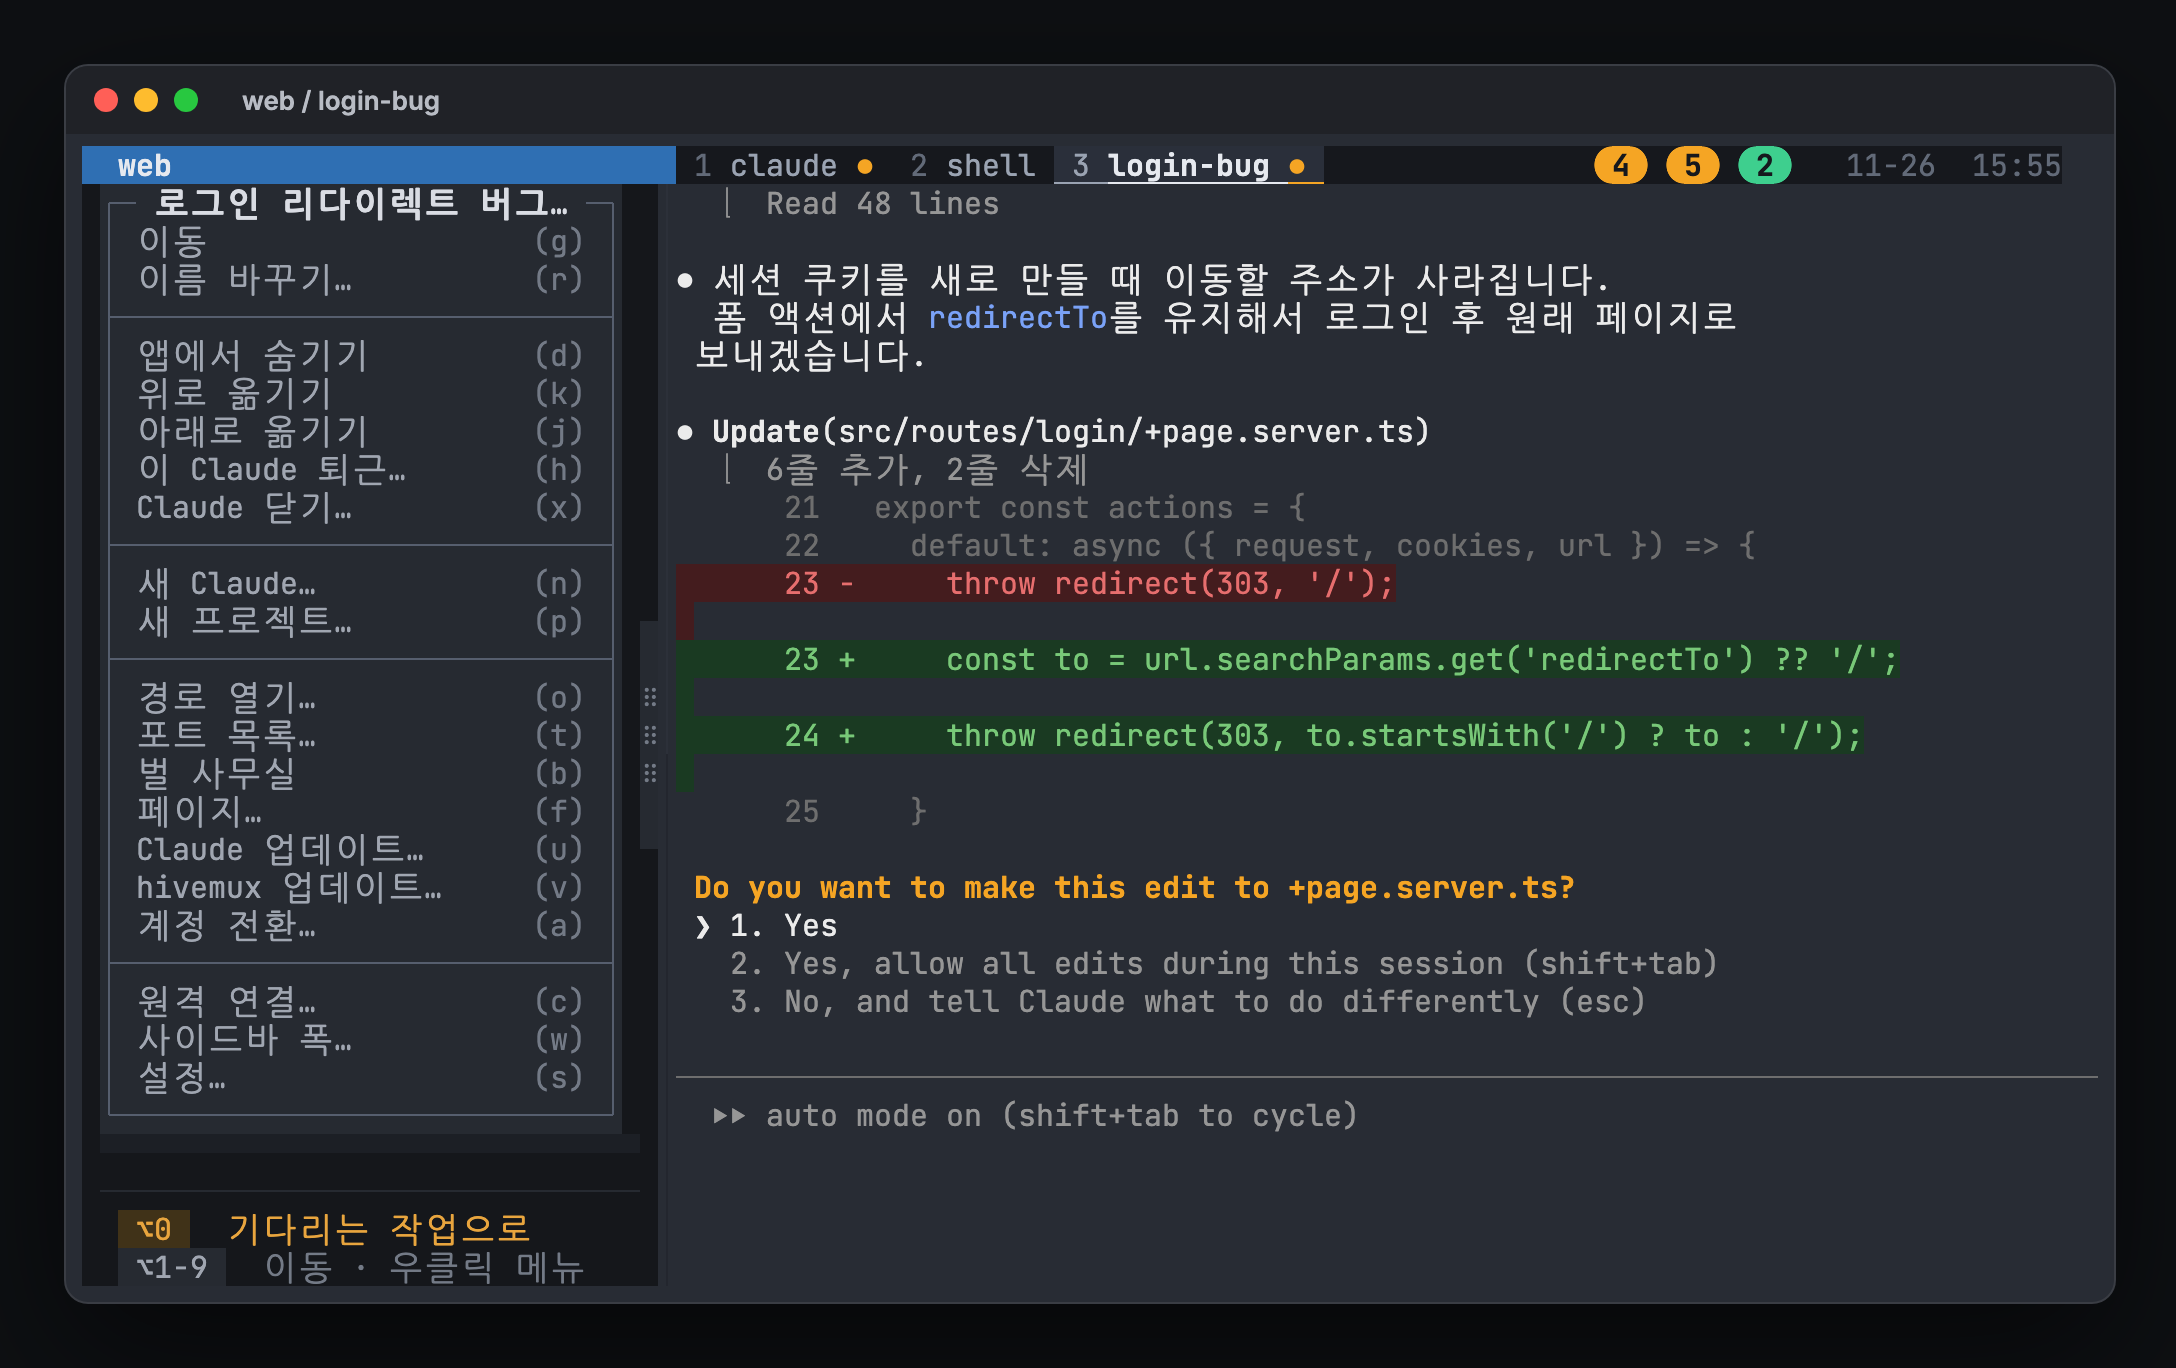 web / login-bug
web
1 claude ● 2 shell 3 login-bug ●
4 5 2 11-26 15:55
로그인 리다이렉트 버그…
이동 (g)
이름 바꾸기… (r)
앱에서 숨기기 (d)
위로 옮기기 (k)
아래로 옮기기 (j)
이 Claude 퇴근… (h)
Claude 닫기… (x)
새 Claude… (n)
새 프로젝트… (p)
경로 열기… (o)
포트 목록… (t)
벌 사무실 (b)
페이지… (f)
Claude 업데이트… (u)
hivemux 업데이트… (v)
계정 전환… (a)
원격 연결… (c)
사이드바 폭… (w)
설정… (s)
⌥0 기다리는 작업으로
⌥1-9 이동 · 우클릭 메뉴
⎣ Read 48 lines
● 세션 쿠키를 새로 만들 때 이동할 주소가 사라집니다.
폼 액션에서 redirectTo를 유지해서 로그인 후 원래 페이지로
보내겠습니다.
● Update(src/routes/login/+page.server.ts)
⎣ 6줄 추가, 2줄 삭제
21 export const actions = {
22 default: async ({ request, cookies, url }) => {
23 - throw redirect(303, '/');
23 + const to = url.searchParams.get('redirectTo') ?? '/';
24 + throw redirect(303, to.startsWith('/') ? to : '/');
25 }
Do you want to make this edit to +page.server.ts?
❯ 1. Yes
2. Yes, allow all edits during this session (shift+tab)
3. No, and tell Claude what to do differently (esc)
▸▸ auto mode on (shift+tab to cycle)